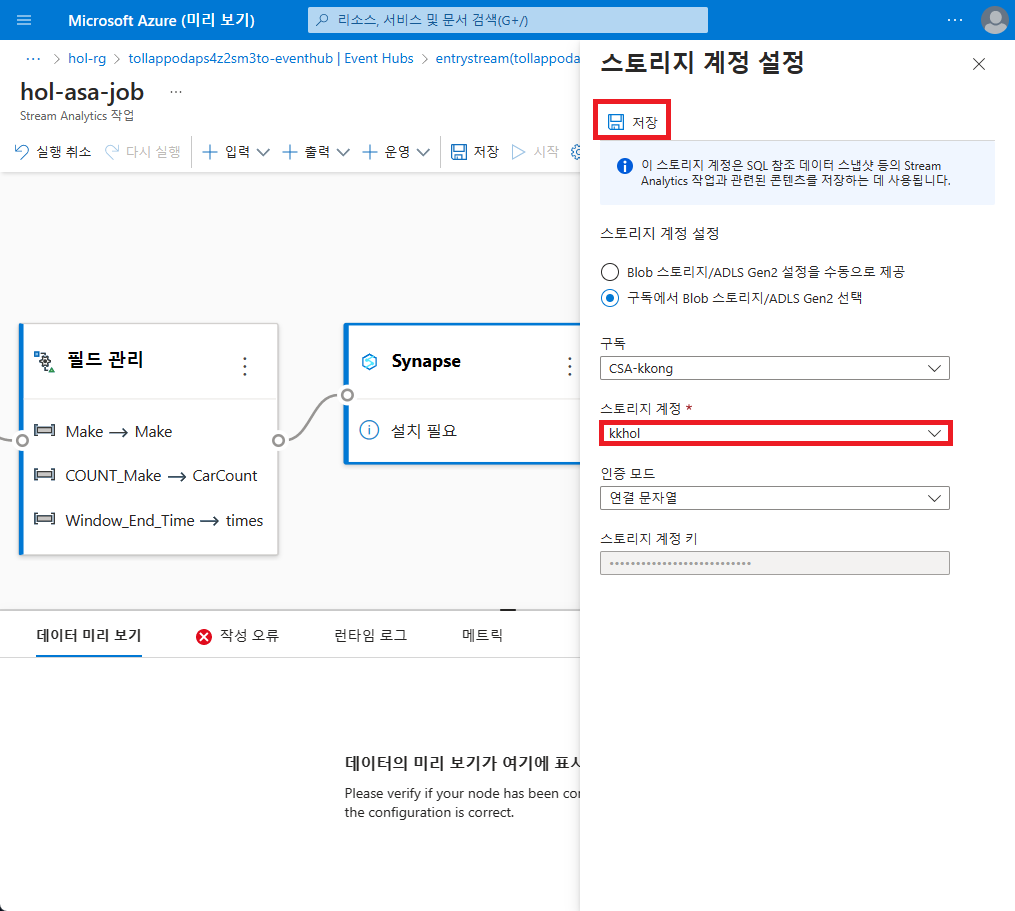 Microsoft Azure (미리 보기)
리소스, 서비스 및 문서 검색(G+/)
...
... > hol-rg > tollappodaps4z2sm3to-eventhub | Event Hubs > entrystream(tollappoda
hol-asa-job ...
Stream Analytics 작업
실행 취소 다시 실행 + 입력 + 출력 + 운영 저장 시작
필드 관리
Make → Make
COUNT_Make → CarCount
Window_End_Time → times
Synapse
설치 필요
데이터 미리 보기 작성 오류 런타임 로그 메트릭
데이터의 미리 보기가 여기에 표시
Please verify if your node has been co
the configuration is correct.
스토리지 계정 설정
저장
이 스토리지 계정은 SQL 참조 데이터 스냅샷 등의 Stream
Analytics 작업과 관련된 콘텐츠를 저장하는 데 사용됩니다.
스토리지 계정 설정
Blob 스토리지/ADLS Gen2 설정을 수동으로 제공
구독에서 Blob 스토리지/ADLS Gen2 선택
구독
CSA-kkong
스토리지 계정 *
kkhol
인증 모드
연결 문자열
스토리지 계정 키
•••••••••••••••••••••••••••